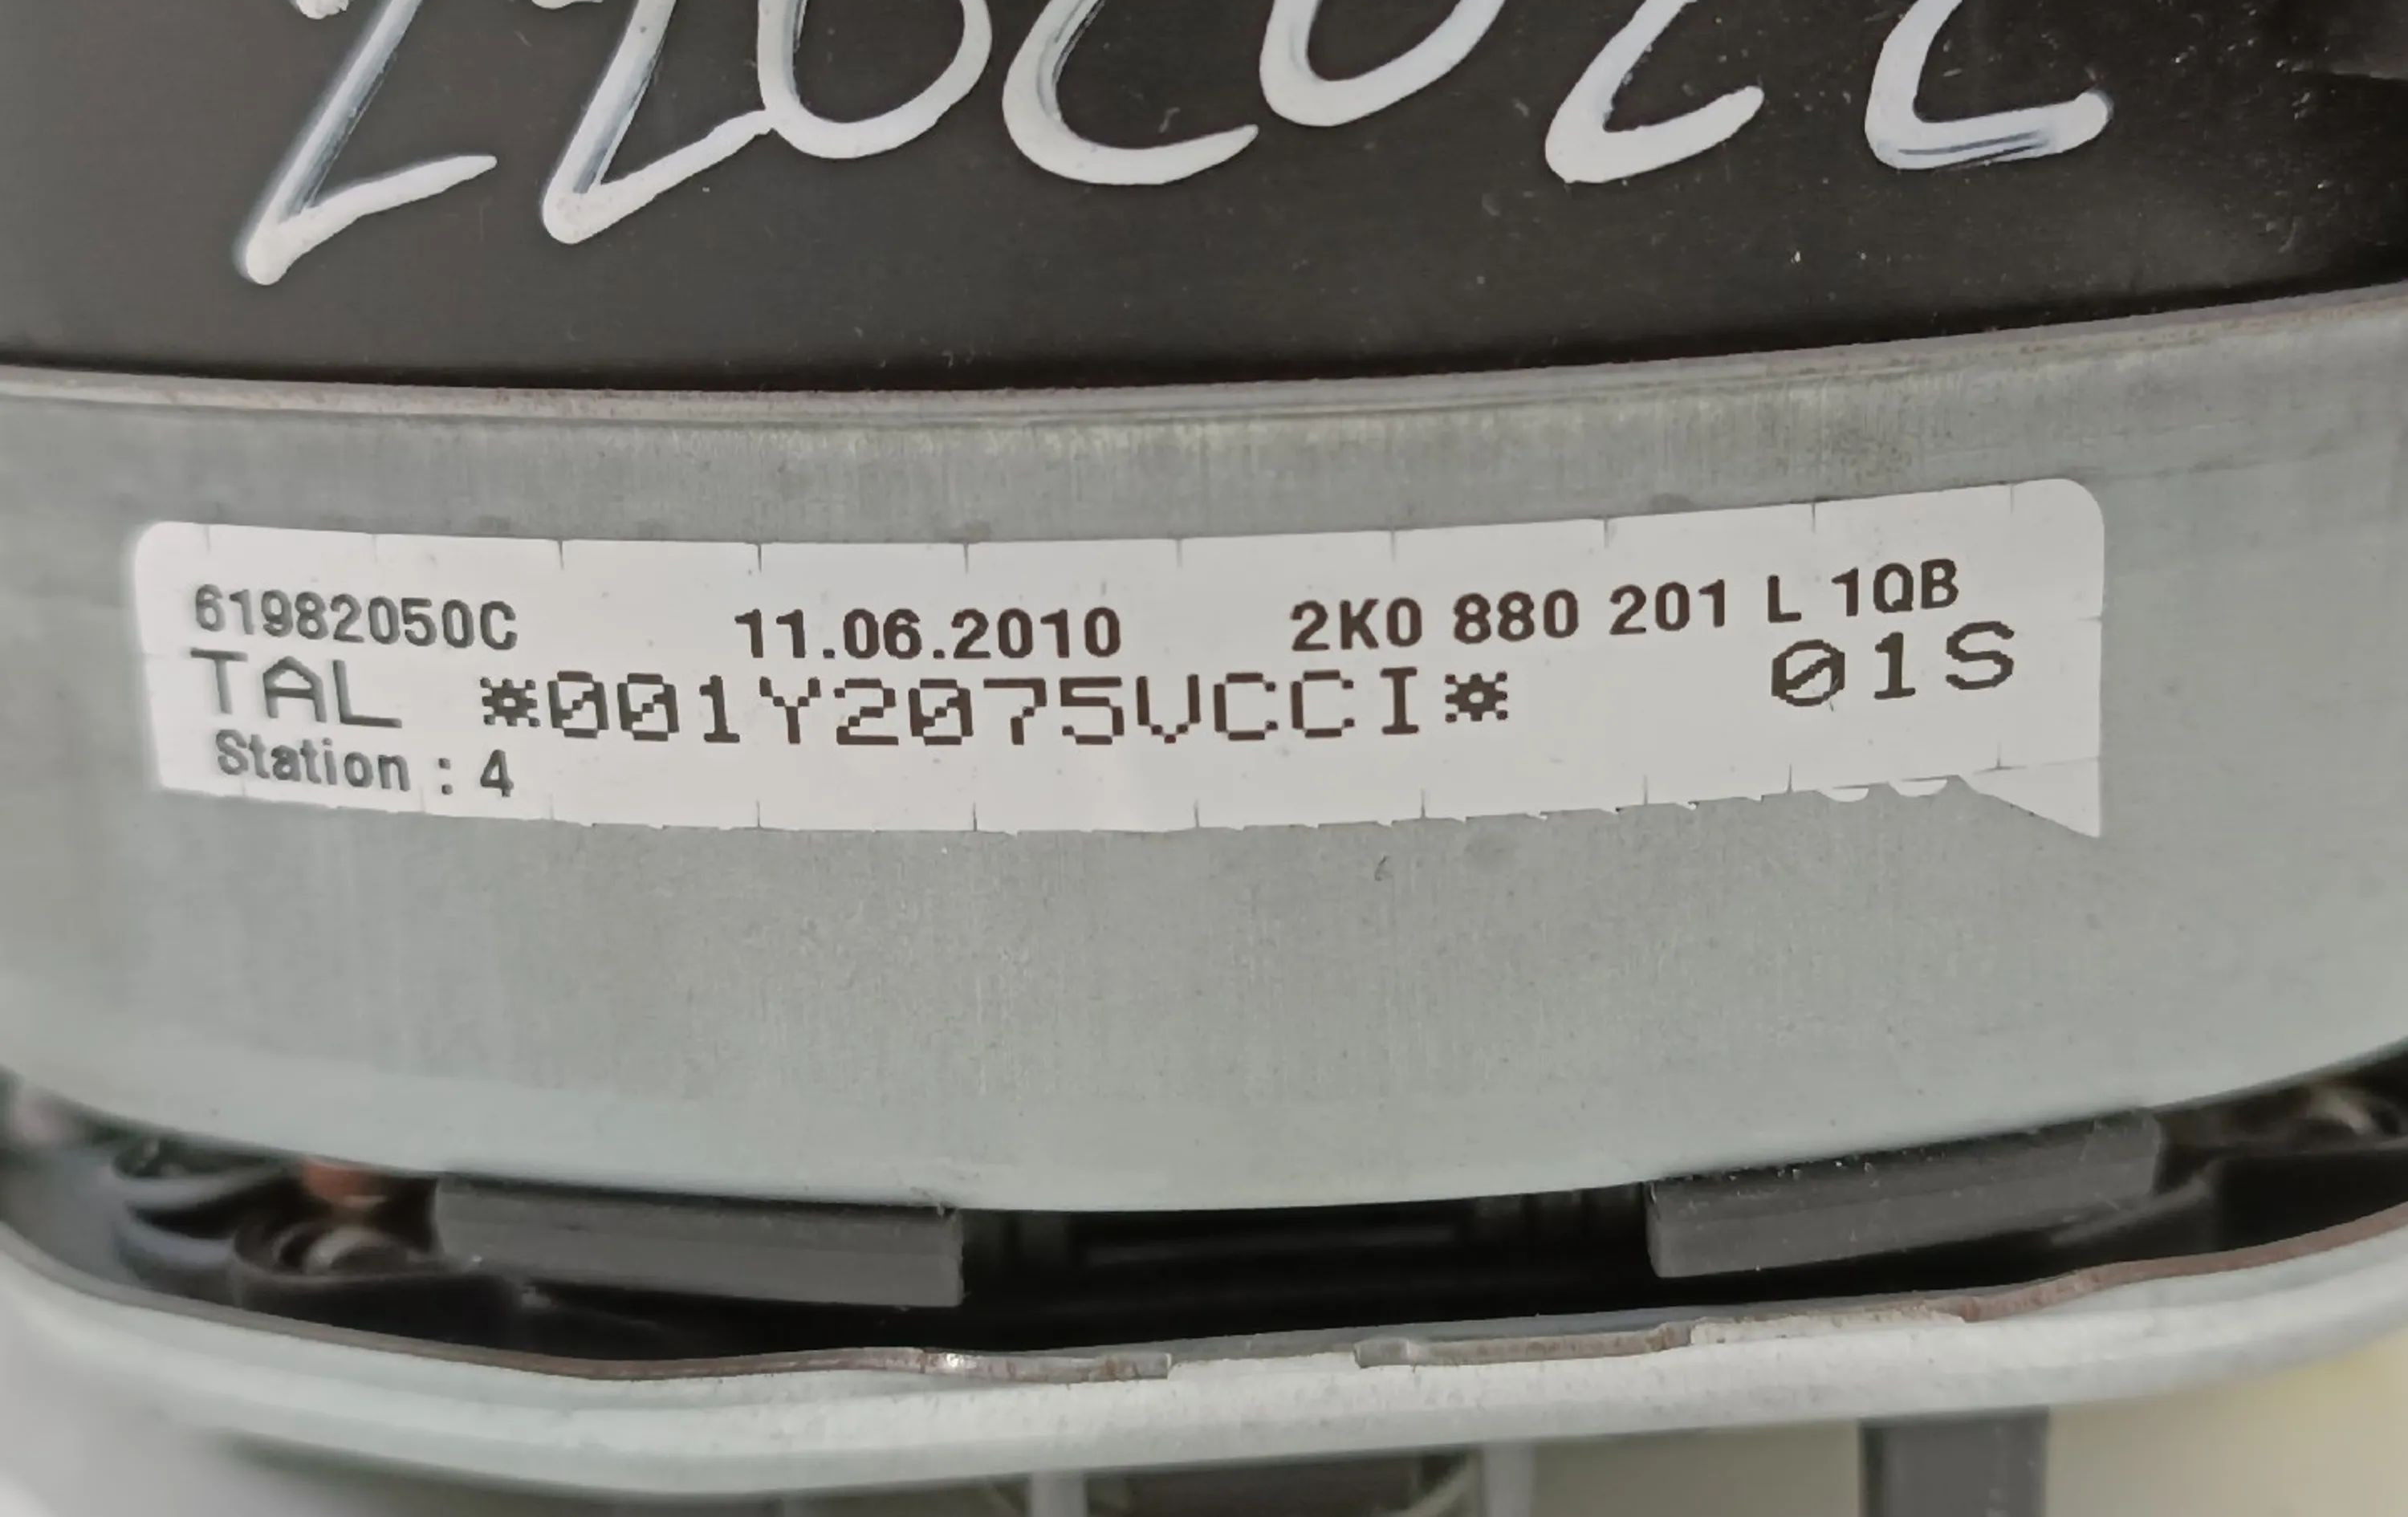 61982050C 11.06.2010 2K0 880 201 L 1QB
TAL *001Y2075VCCI* 01S
Station : 4